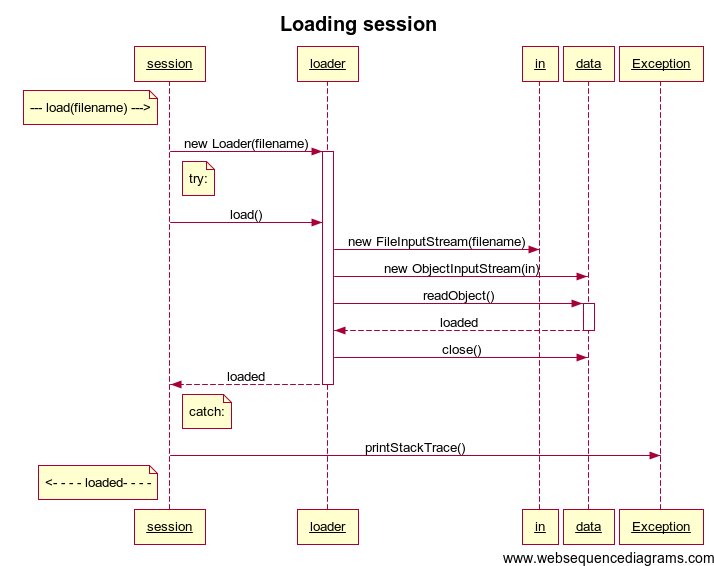 Loading session
session loader in data Exception
--- load(filename) --->
new Loader(filename)
try:
load()
new FileInputStream(filename)
new ObjectInputStream(in)
readObject()
loaded
close()
loaded
catch:
printStackTrace()
<- - - - loaded- - - -
session loader in data Exception
www.websequencediagrams.com